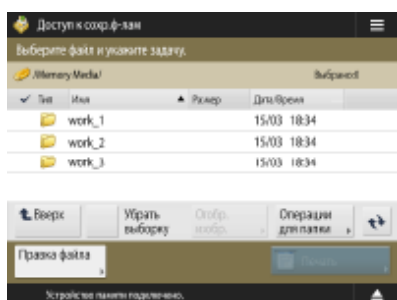 Доступ к сохр.ф-лам
Выберите файл и укажите задачу.
/Memory Media/ Выбрано:0
Тип Имя Размер Дата/Время
work_1 15/03 18:34
work_2 15/03 18:34
work_3 15/03 18:34
Вверх Убрать выборку Отобр. изобр. Операции для папки
Правка файла Печать
Устройство памяти подключено.